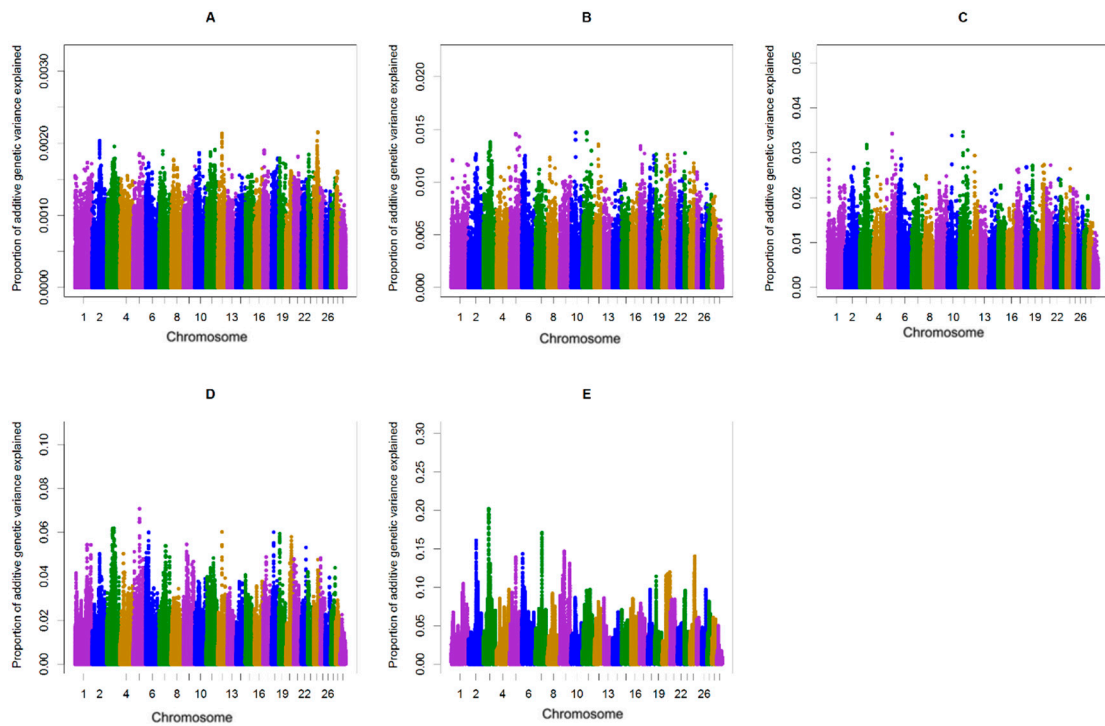 A
Proportion of additive genetic variance explained
0.0030
0.0020
0.0010
0.0000
1 2 4 6 8 10 13 16 19 22 26
Chromosome
B
Proportion of additive genetic variance explained
0.020
0.015
0.010
0.005
0.000
1 2 4 6 8 10 13 16 19 22 26
Chromosome
C
Proportion of additive genetic variance explained
0.05
0.04
0.03
0.02
0.01
0.00
1 2 4 6 8 10 13 16 19 22 26
Chromosome
D
Proportion of additive genetic variance explained
0.10
0.08
0.06
0.04
0.02
0.00
1 2 4 6 8 10 13 16 19 22 26
Chromosome
E
Proportion of additive genetic variance explained
0.30
0.25
0.20
0.15
0.10
0.05
0.00
1 2 4 6 8 10 13 16 19 22 26
Chromosome